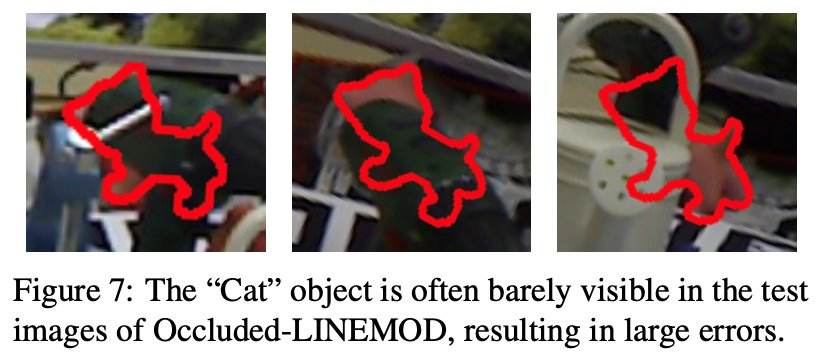 Figure 7: The “Cat” object is often barely visible in the test
images of Occluded-LINEMOD, resulting in large errors.